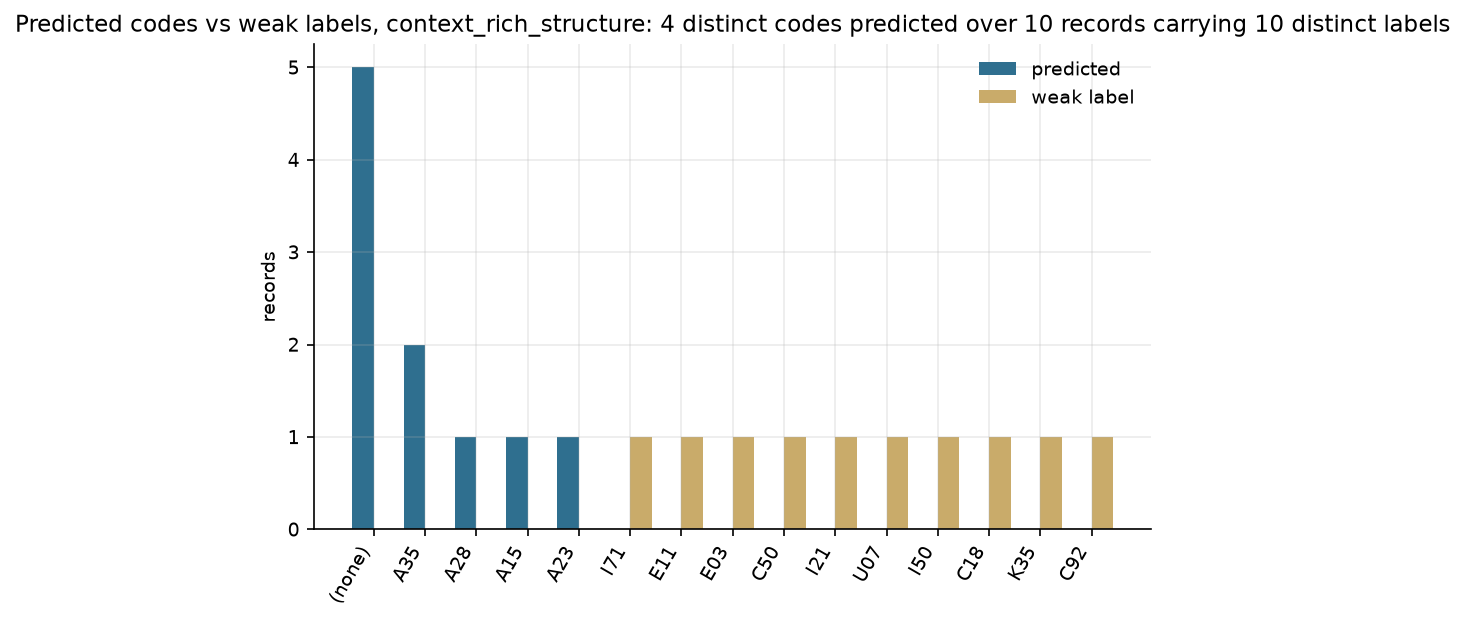 Predicted codes vs weak labels, context_rich_structure: 4 distinct codes predicted over 10 records carrying 10 distinct labels
predicted
weak label
records
5
4
3
2
1
0
(none)
A35
A28
A15
A23
I71
E11
E03
C50
I21
U07
I50
C18
K35
C92